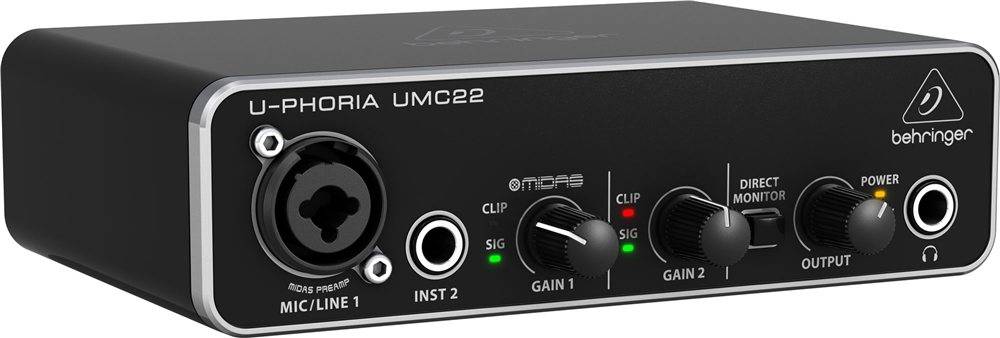 behringer
U-PHORIA UMC22
behringer
MIDAS
CLIP
SIG
GAIN 1
CLIP
SIG
GAIN 2
DIRECT
MONITOR
POWER
OUTPUT
INST 2
MIDAS PREAMP
MIC/LINE 1